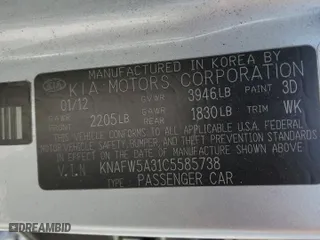 MANUFACTURED IN KOREA BY
KIA KIA MOTORS CORPORATION
01/12 GVWR 3946LB PAINT 3D
GAWR FRONT 2205LB GAWR REAR 1830LB TRIM WK
THIS VEHICLE CONFORMS TO ALL APPLICABLE FEDERAL
MOTOR VEHICLE SAFETY, BUMPER, AND THEFT PREVENTION
STANDARDS IN EFFECT ON THE DATE OF MANUFACTURE
SHOWN ABOVE.
V.I.N KNAFW5A31C5585738
TYPE: PASSENGER CAR
DREAMBID.COM